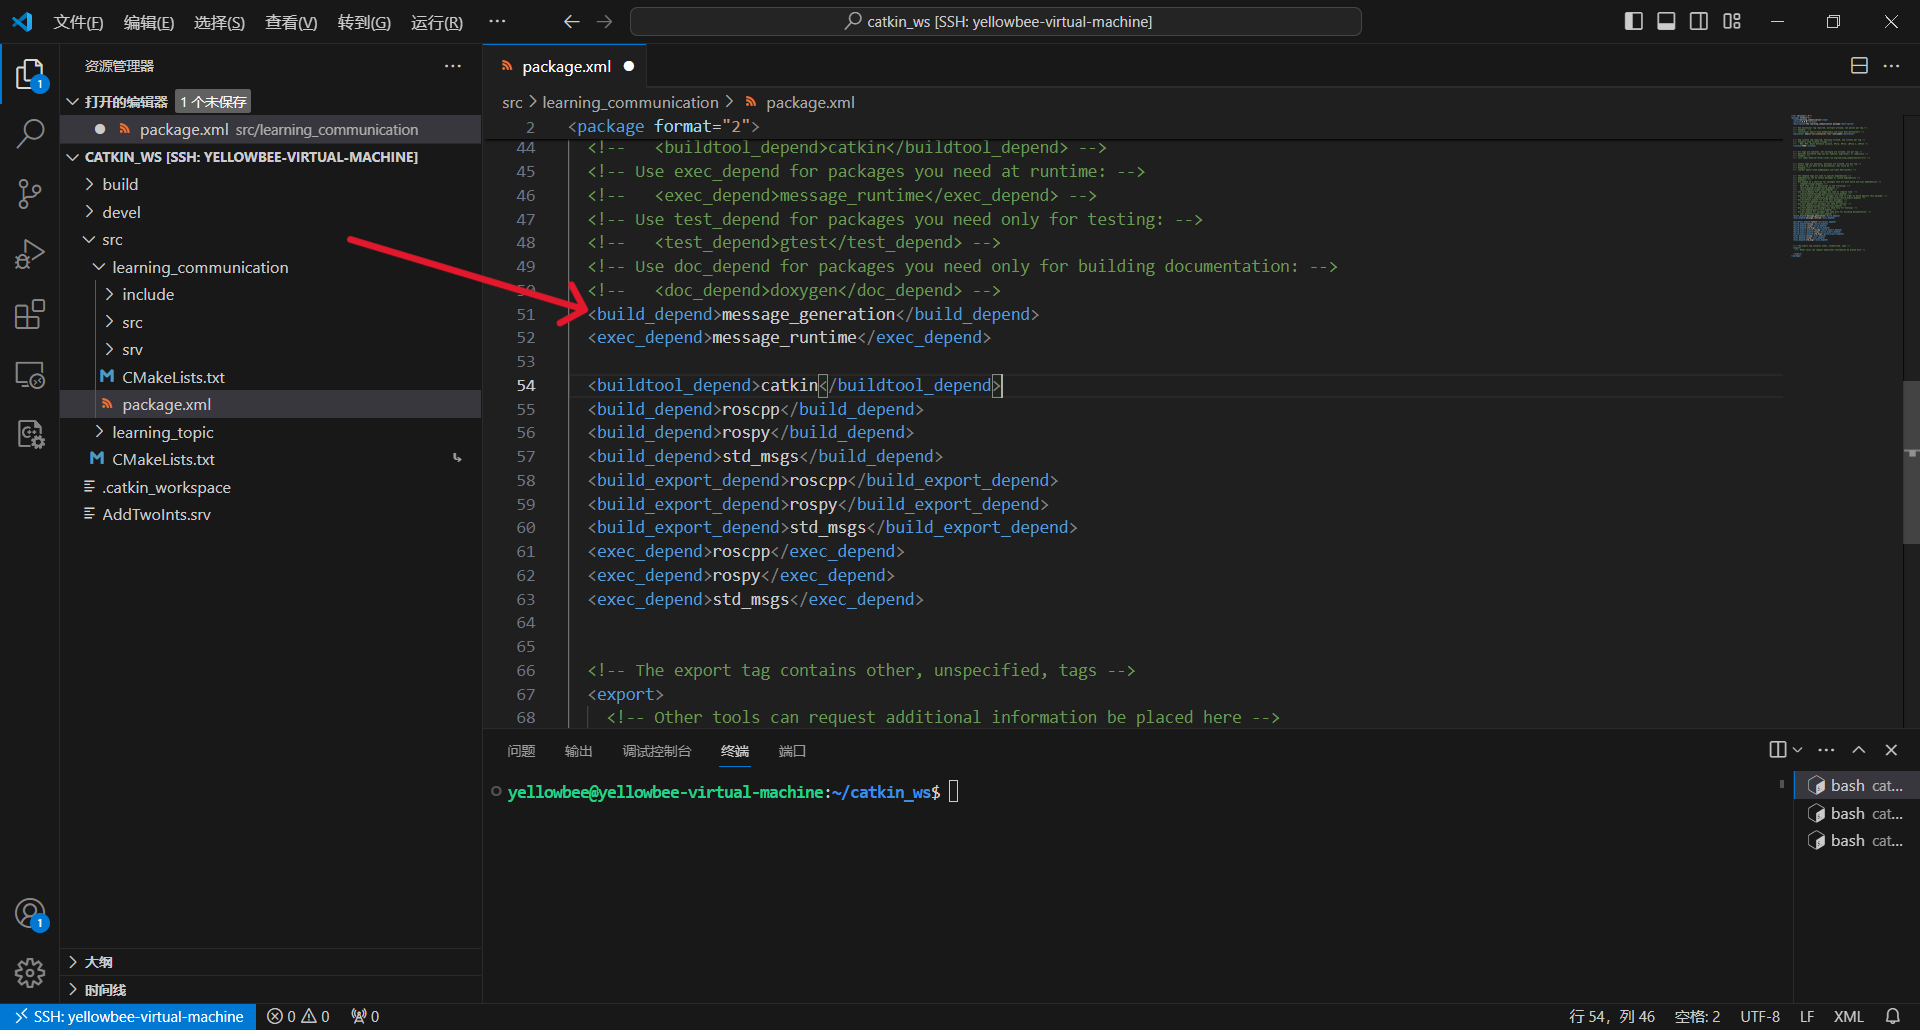 文件(F) 编辑(E) 选择(S) 查看(V) 转到(G) 运行(R) ··· catkin_ws [SSH: yellowbee-virtual-machine]
资源管理器
打开的编辑器 1 个未保存
package.xml src/learning_communication
CATKIN_WS [SSH: YELLOWBEE-VIRTUAL-MACHINE]
build
devel
src
learning_communication
include
src
srv
CMakeLists.txt
package.xml
learning_topic
CMakeLists.txt
.catkin_workspace
AddTwoInts.srv
大纲
时间线
1
1
package.xml
src > learning_communication > package.xml
2 <package format="2">
44 <!--   <buildtool_depend>catkin</buildtool_depend> -->
45 <!-- Use exec_depend for packages you need at runtime: -->
46 <!--   <exec_depend>message_runtime</exec_depend> -->
47 <!-- Use test_depend for packages you need only for testing: -->
48 <!--   <test_depend>gtest</test_depend> -->
49 <!-- Use doc_depend for packages you need only for building documentation: -->
50 <!--   <doc_depend>doxygen</doc_depend> -->
51 <build_depend>message_generation</build_depend>
52 <exec_depend>message_runtime</exec_depend>
53
54 <buildtool_depend>catkin</buildtool_depend>
55 <build_depend>roscpp</build_depend>
56 <build_depend>rospy</build_depend>
57 <build_depend>std_msgs</build_depend>
58 <build_export_depend>roscpp</build_export_depend>
59 <build_export_depend>rospy</build_export_depend>
60 <build_export_depend>std_msgs</build_export_depend>
61 <exec_depend>roscpp</exec_depend>
62 <exec_depend>rospy</exec_depend>
63 <exec_depend>std_msgs</exec_depend>
64
65
66 <!-- The export tag contains other, unspecified, tags -->
67 <export>
68 <!-- Other tools can request additional information be placed here -->
问题 输出 调试控制台 终端 端口
yellowbee@yellowbee-virtual-machine:~/catkin_ws$
bash cat...
bash cat...
bash cat...
SSH: yellowbee-virtual-machine 0 0 0 行 54，列 46 空格: 2 UTF-8 LF XML